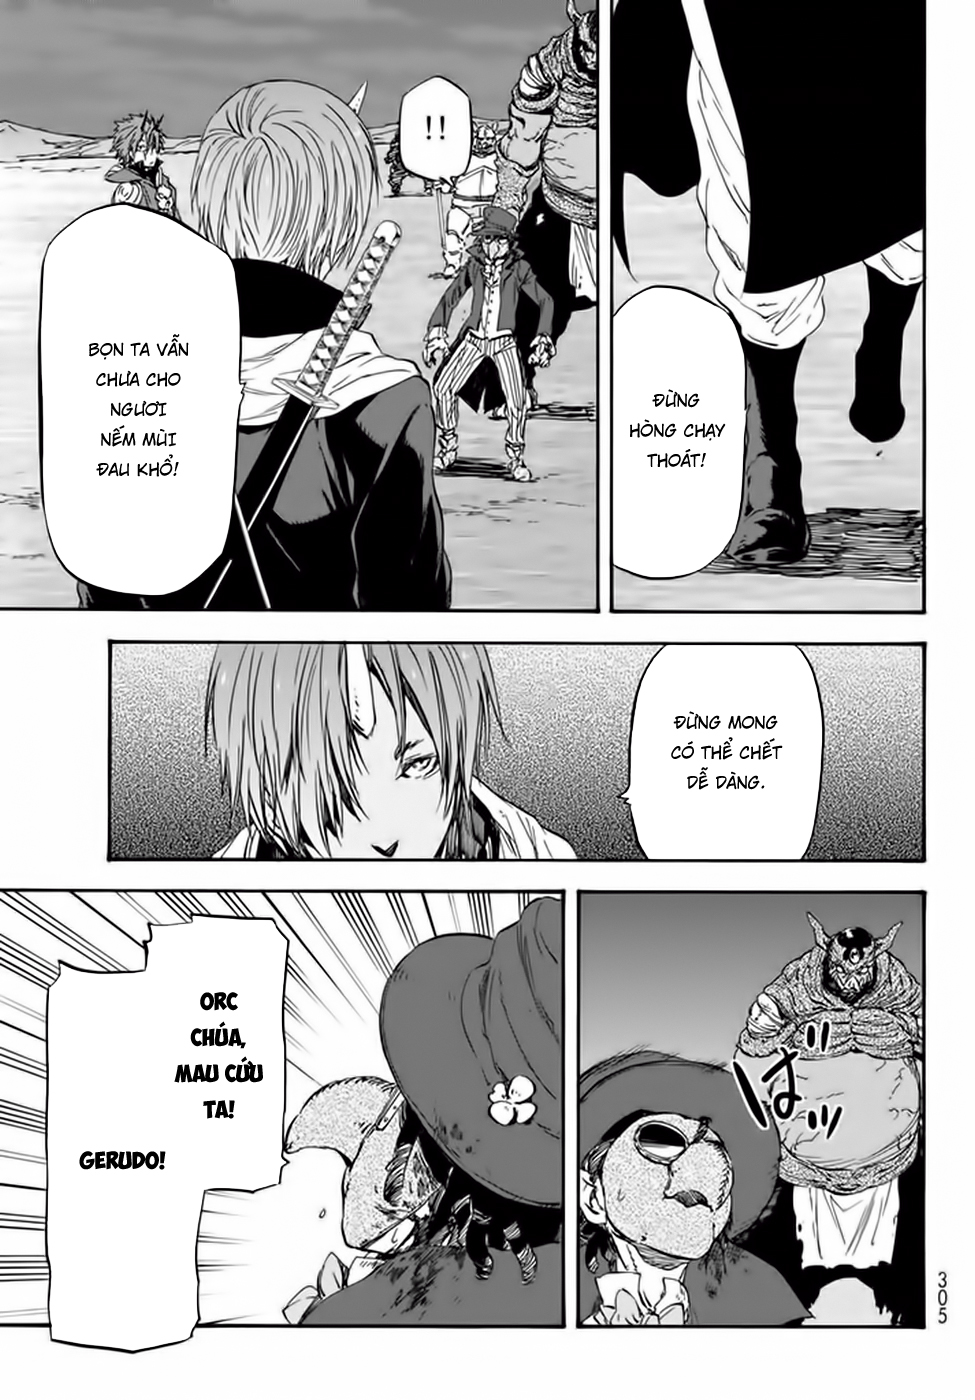 ĐỪNG
HÒNG CHẠY
THOÁT!
!!
BỌN TA VẪN
CHƯA CHO
NGƯƠI
NẾM MÙI
ĐAU KHỔ!
ĐỪNG MONG
CÓ THỂ CHẾT
DỄ DÀNG.
ばッ
ORC
CHÚA,
MAU CỨU
TA!
GERUDO!
305